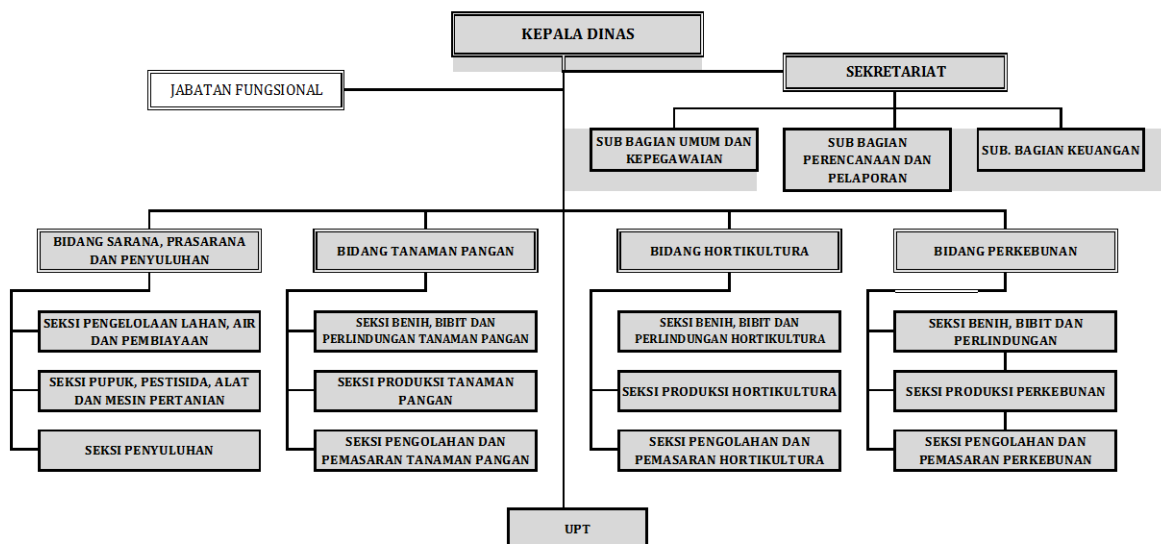 KEPALA DINAS
SEKRETARIAT
JABATAN FUNGSIONAL
SUB BAGIAN UMUM DAN
KEPEGAWAIAN
SUB BAGIAN
PERENCANAAN DAN
PELAPORAN
SUB. BAGIAN KEUANGAN
BIDANG SARANA, PRASARANA
DAN PENYULUHAN
BIDANG TANAMAN PANGAN
BIDANG HORTIKULTURA
BIDANG PERKEBUNAN
SEKSI PENGELOLAAN LAHAN, AIR
DAN PEMBIAYAAN
SEKSI BENIH, BIBIT DAN
PERLINDUNGAN TANAMAN PANGAN
SEKSI BENIH, BIBIT DAN
PERLINDUNGAN HORTIKULTURA
SEKSI BENIH, BIBIT DAN
PERLINDUNGAN
SEKSI PUPUK, PESTISIDA, ALAT
DAN MESIN PERTANIAN
SEKSI PRODUKSI TANAMAN
PANGAN
SEKSI PRODUKSI HORTIKULTURA
SEKSI PRODUKSI PERKEBUNAN
SEKSI PENYULUHAN
SEKSI PENGOLAHAN DAN
PEMASARAN TANAMAN PANGAN
SEKSI PENGOLAHAN DAN
PEMASARAN HORTIKULTURA
SEKSI PENGOLAHAN DAN
PEMASARAN PERKEBUNAN
UPT